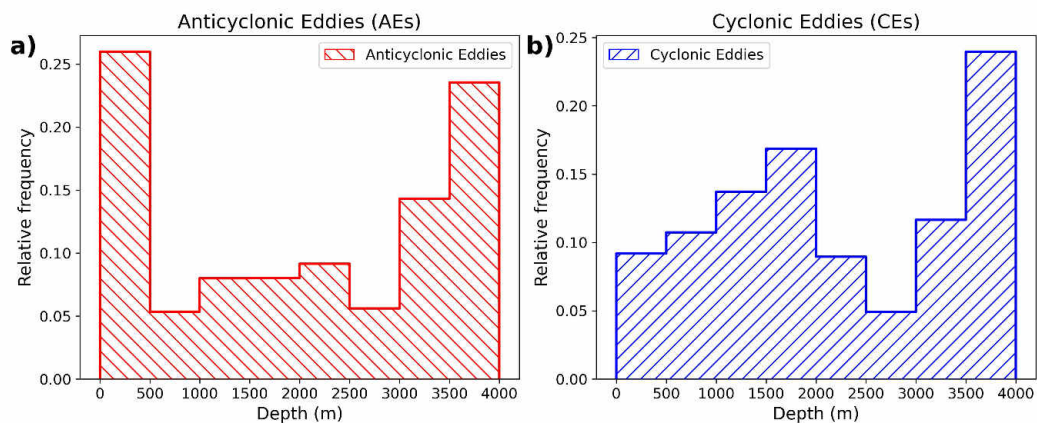 Anticyclonic Eddies (AEs)
a)
Anticyclonic Eddies
0.25
0.20
0.15
0.10
0.05
0.00
Relative frequency
0 500 1000 1500 2000 2500 3000 3500 4000
Depth (m)
Cyclonic Eddies (CEs)
b)
Cyclonic Eddies
0.25
0.20
0.15
0.10
0.05
0.00
Relative frequency
0 500 1000 1500 2000 2500 3000 3500 4000
Depth (m)